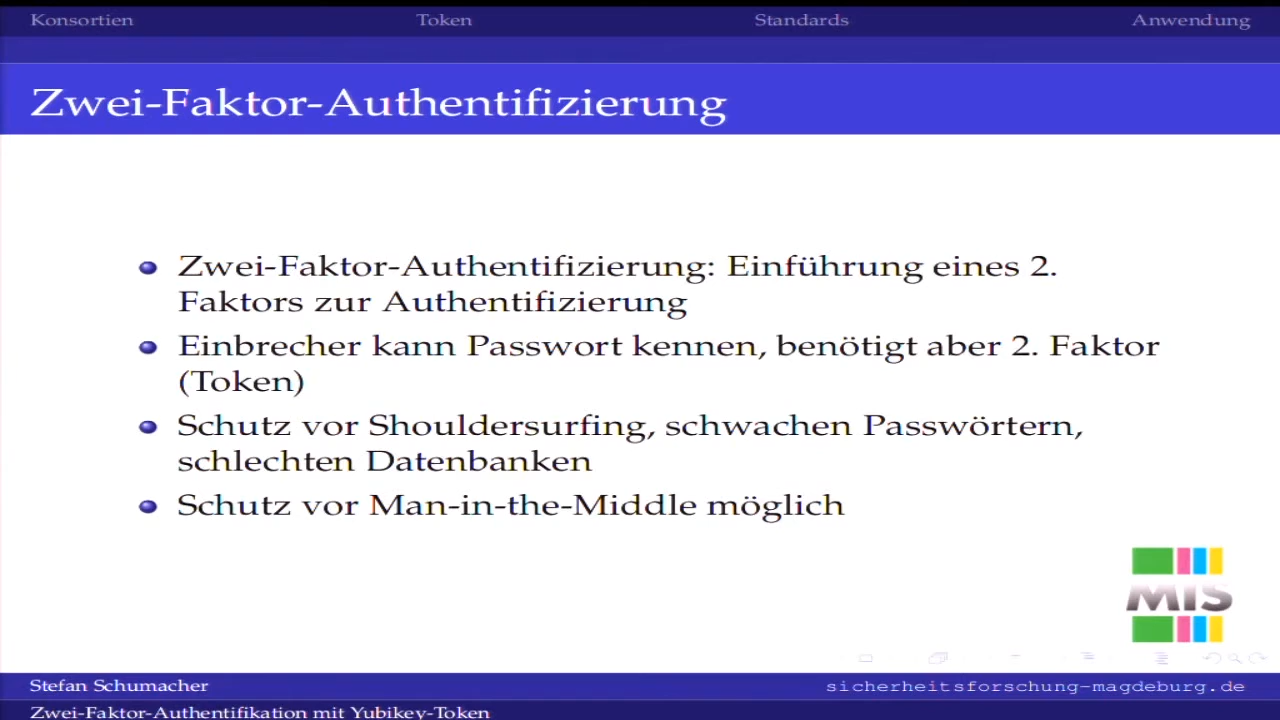 Konsortien Token Standards Anwendung
Zwei-Faktor-Authentifizierung
Zwei-Faktor-Authentifizierung: Einführung eines 2.
Faktors zur Authentifizierung
Einbrecher kann Passwort kennen, benötigt aber 2. Faktor
(Token)
Schutz vor Shouldersurfing, schwachen Passwörtern,
schlechten Datenbanken
Schutz vor Man-in-the-Middle möglich
MIS
Stefan Schumacher sicherheitsforschung-magdeburg.de
Zwei-Faktor-Authentifikation mit Yubikey-Token